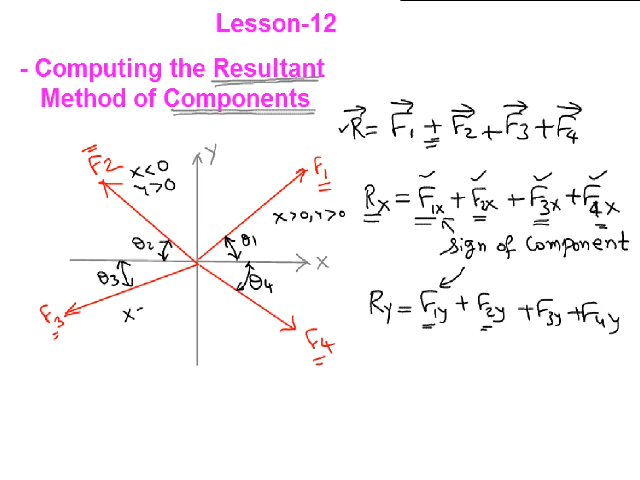 Lesson-12
- Computing the Resultant
Method of Components
R = F1 + F2 + F3 + F4
Y
F2
x<0
Y>0
F1
x>0, Y>0
Rx = F1x + F2x + F3x + F4x
sign of component
θ2
θ1
X
θ3
θ4
F3
x-
F4
Ry = F1y + F2y + F3y + F4y